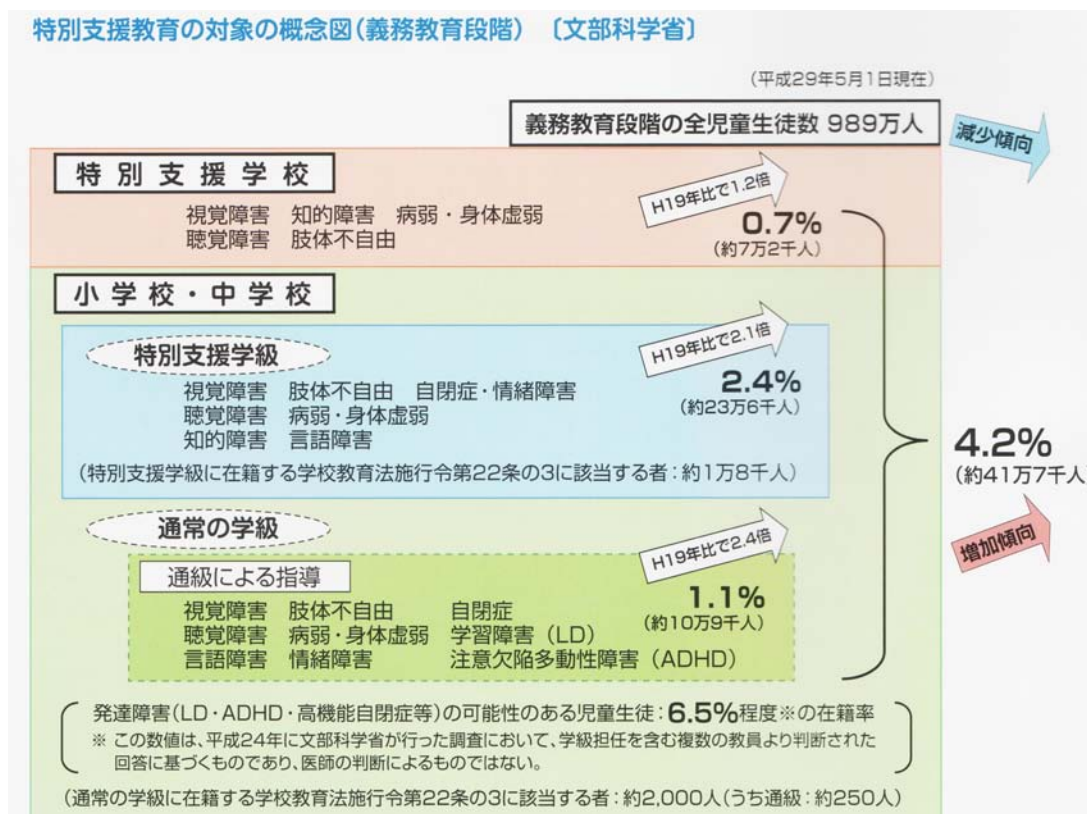 特別支援教育の対象の概念図(義務教育段階) 〔文部科学省〕
(平成29年5月1日現在)
義務教育段階の全児童生徒数 989万人
減少傾向
特別支援学校
H19年比で1.2倍
視覚障害 知的障害 病弱・身体虚弱
聴覚障害 肢体不自由
0.7%
(約7万2千人)
小学校・中学校
特別支援学級
H19年比で2.1倍
視覚障害 肢体不自由 自閉症・情緒障害
聴覚障害 病弱・身体虚弱
知的障害 言語障害
2.4%
(約23万6千人)
(特別支援学級に在籍する学校教育法施行令第22条の3に該当する者:約1万8千人)
4.2%
(約41万7千人
増加傾向
通常の学級
H19年比で2.4倍
通級による指導
視覚障害 肢体不自由 自閉症
聴覚障害 病弱・身体虚弱 学習障害(LD)
言語障害 情緒障害 注意欠陥多動性障害(ADHD)
1.1%
(約10万9千人)
発達障害(LD・ADHD・高機能自閉症等)の可能性のある児童生徒:6.5%程度※の在籍率
※ この数値は、平成24年に文部科学省が行った調査において、学級担任を含む複数の教員より判断された
回答に基づくものであり、医師の判断によるものではない。
(通常の学級に在籍する学校教育法施行令第22条の3に該当する者:約2,000人(うち通級:約250人)